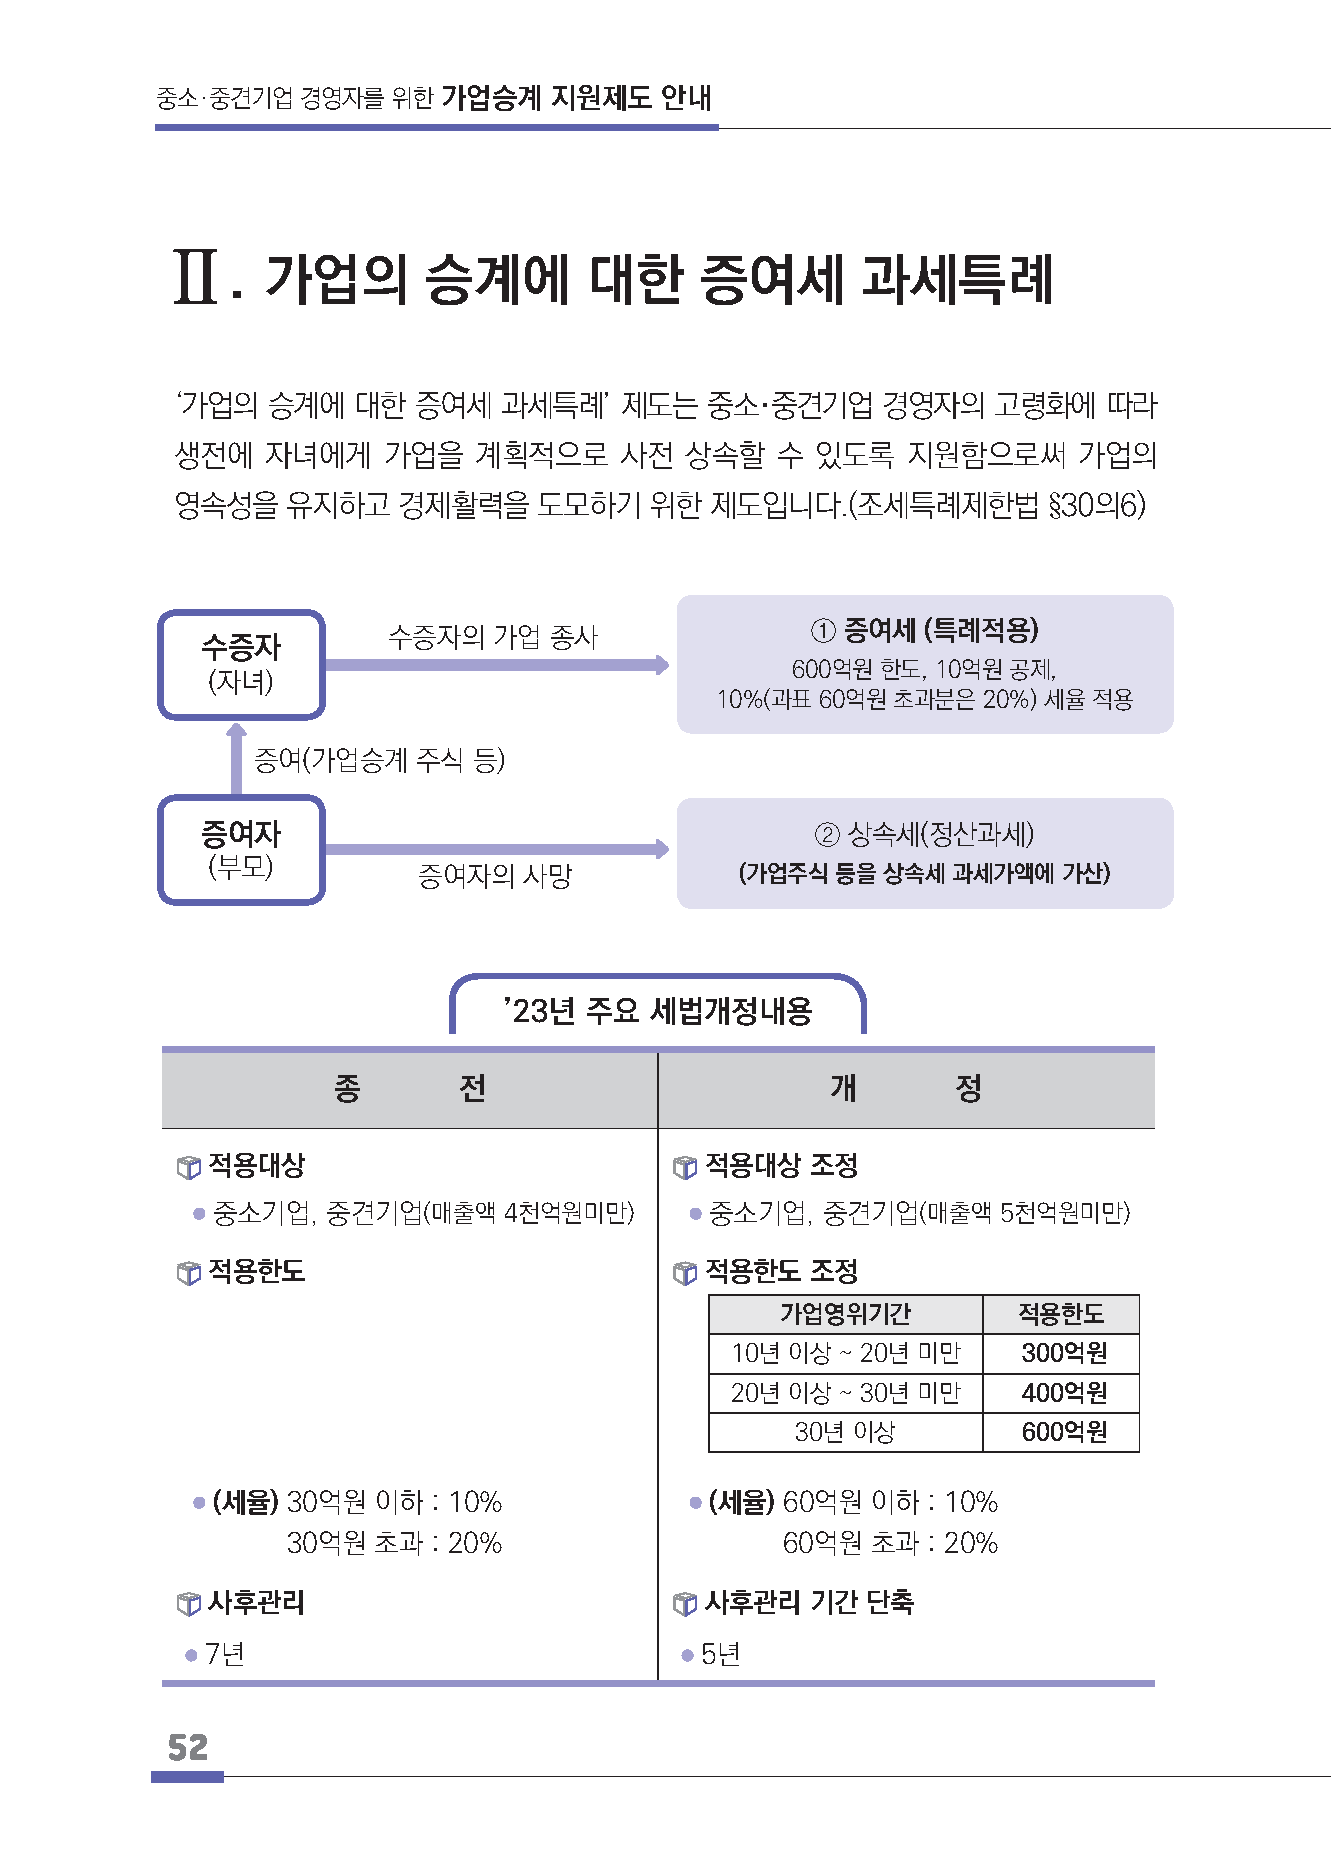 중소·중견기업 경영자를 위한 가업승계 지원제도 안내
Ⅱ. 가업의 승계에 대한 증여세 과세특례
‘가업의 승계에 대한 증여세 과세특례’ 제도는 중소·중견기업 경영자의 고령화에 따라
생전에 자녀에게 가업을 계획적으로 사전 상속할 수 있도록 지원함으로써 가업의
영속성을 유지하고 경제활력을 도모하기 위한 제도입니다.(조세특례제한법 §30의6)
수증자
(자녀)
수증자의 가업 종사
① 증여세 (특례적용)
600억원 한도, 10억원 공제,
10%(과표 60억원 초과분은 20%) 세율 적용
증여(가업승계 주식 등)
증여자
(부모)
증여자의 사망
② 상속세(정산과세)
(가업주식 등을 상속세 과세가액에 가산)
’23년 주요 세법개정내용
종 전
개 정
적용대상
중소기업, 중견기업(매출액 4천억원미만)
적용한도
(세율) 30억원 이하 : 10%
30억원 초과 : 20%
사후관리
7년
적용대상 조정
중소기업, 중견기업(매출액 5천억원미만)
적용한도 조정
가업영위기간 적용한도
10년 이상 ~ 20년 미만 300억원
20년 이상 ~ 30년 미만 400억원
30년 이상 600억원
(세율) 60억원 이하 : 10%
60억원 초과 : 20%
사후관리 기간 단축
5년
52